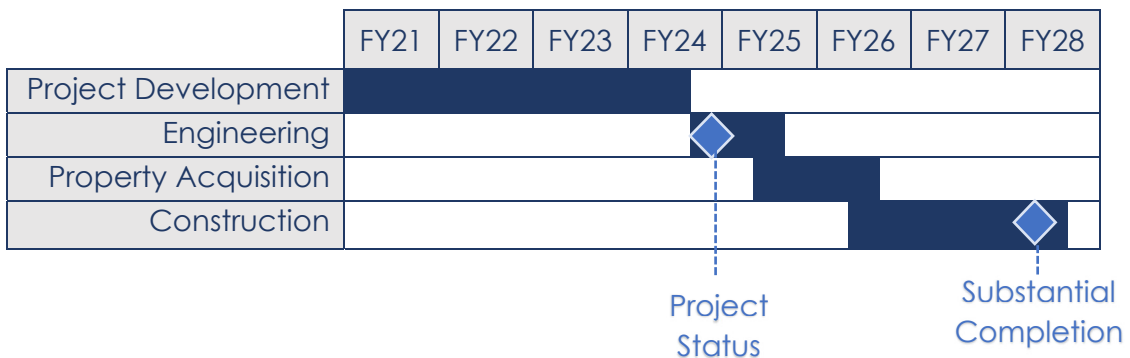 FY21 FY22 FY23 FY24 FY25 FY26 FY27 FY28
Project Development
Engineering
Property Acquisition
Construction
Project
Status
Substantial
Completion